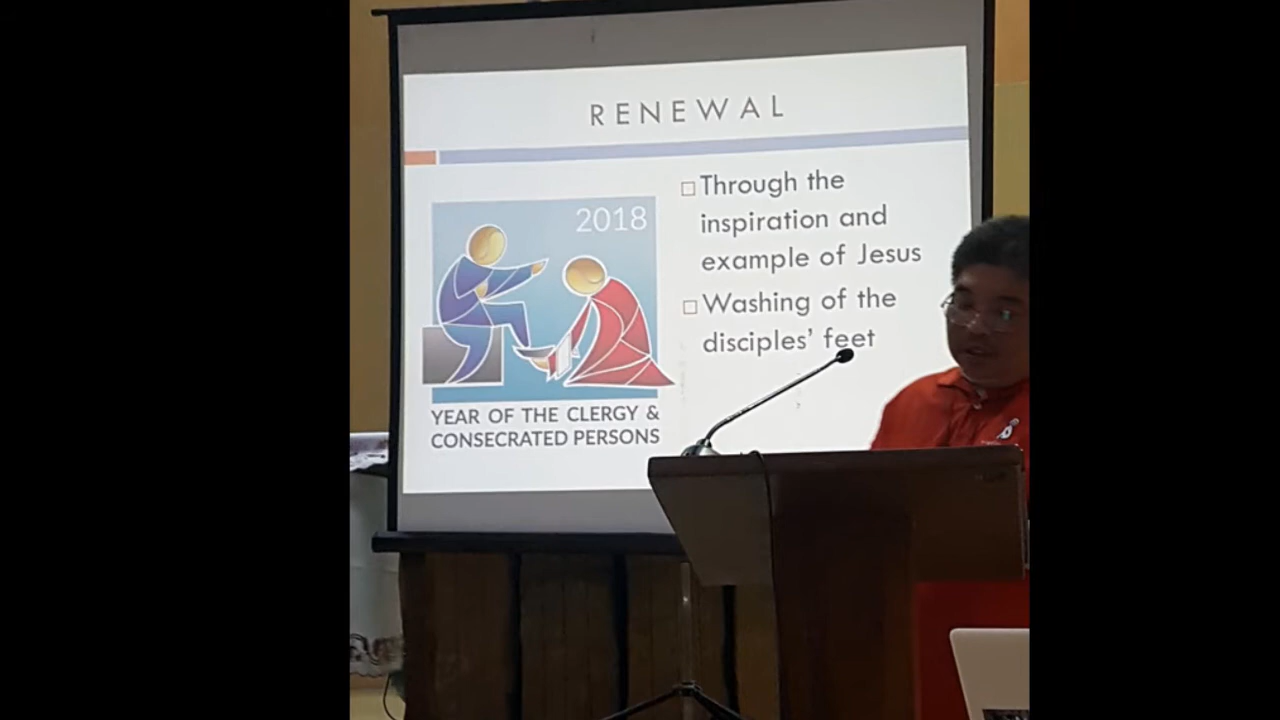 RENEWAL
2018
YEAR OF THE CLERGY &
CONSECRATED PERSONS
Through the
inspiration and
example of Jesus
Washing of the
disciples' feet